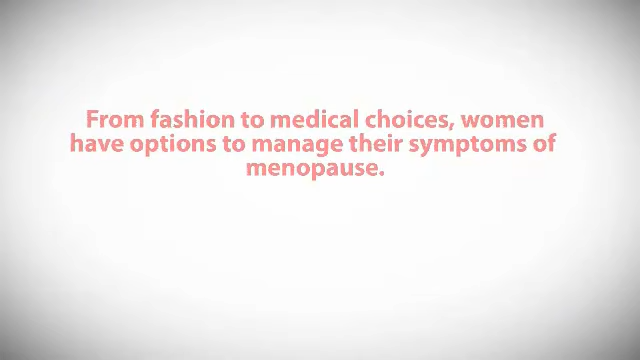 From fashion to medical choices, women
have options to manage their symptoms of
menopause.